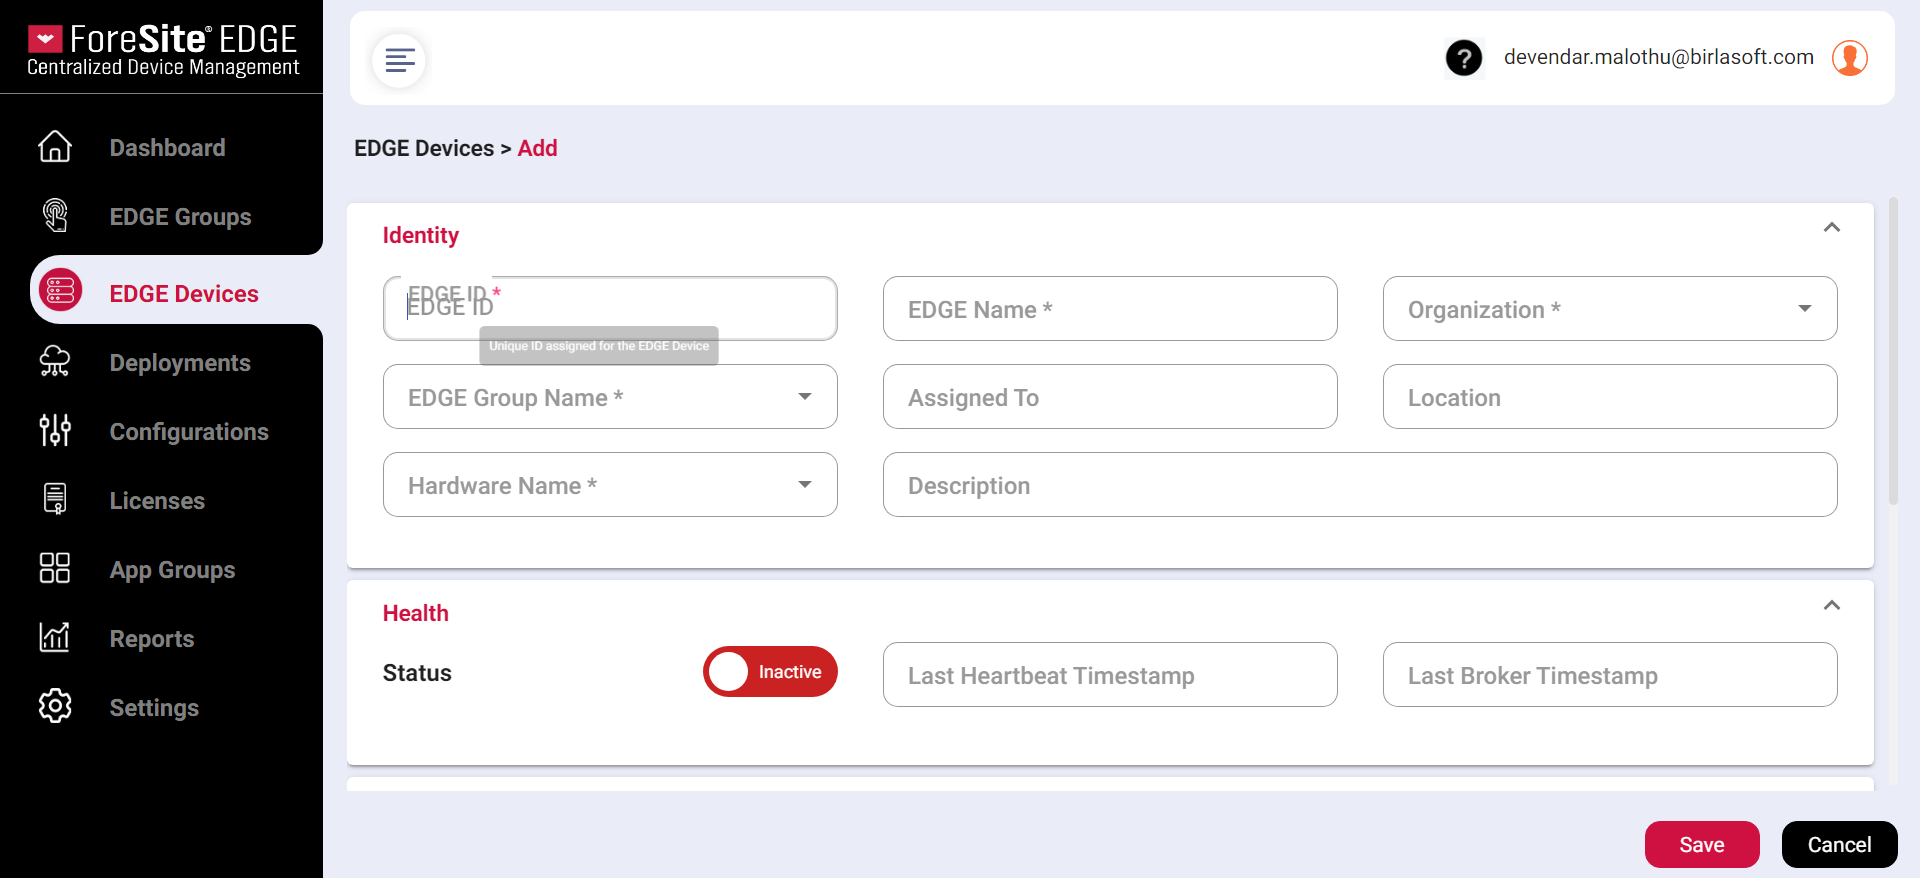 ForeSite® EDGE
Centralized Device Management
Dashboard
EDGE Groups
EDGE Devices
Deployments
Configurations
Licenses
App Groups
Reports
Settings
?
devendar.malothu@birlasoft.com
EDGE Devices > Add
Identity
EDGE ID *
EDGE ID
Unique ID assigned for the EDGE Device
EDGE Name *
Organization *
EDGE Group Name *
Assigned To
Location
Hardware Name *
Description
Health
Status
Inactive
Last Heartbeat Timestamp
Last Broker Timestamp
Save
Cancel